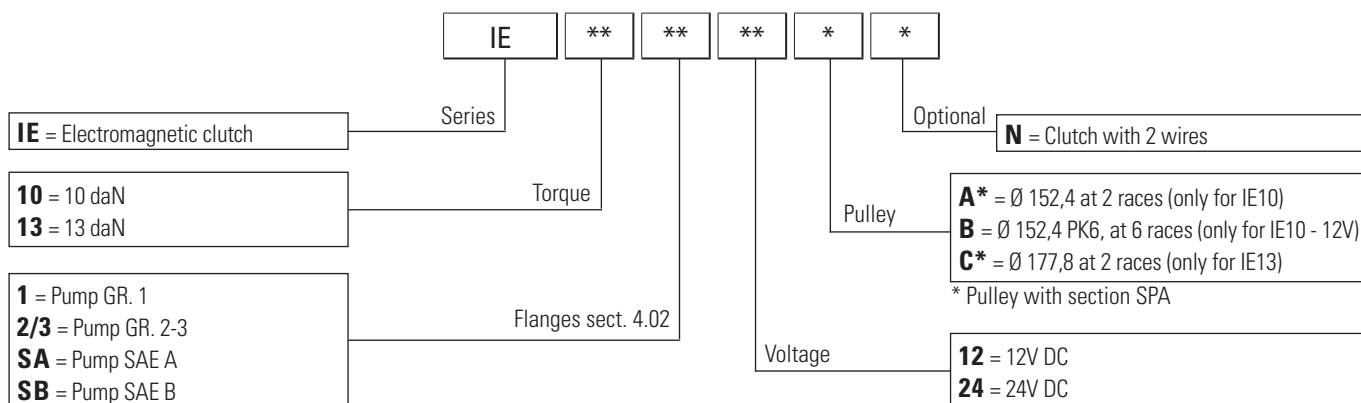 IE ** ** ** * *
Series
Optional
IE = Electromagnetic clutch
N = Clutch with 2 wires
10 = 10 daN
13 = 13 daN
Torque
Pulley
A* = Ø 152,4 at 2 races (only for IE10)
B = Ø 152,4 PK6, at 6 races (only for IE10 - 12V)
C* = Ø 177,8 at 2 races (only for IE13)
* Pulley with section SPA
1 = Pump GR. 1
2/3 = Pump GR. 2-3
SA = Pump SAE A
SB = Pump SAE B
Flanges sect. 4.02
Voltage
12 = 12V DC
24 = 24V DC